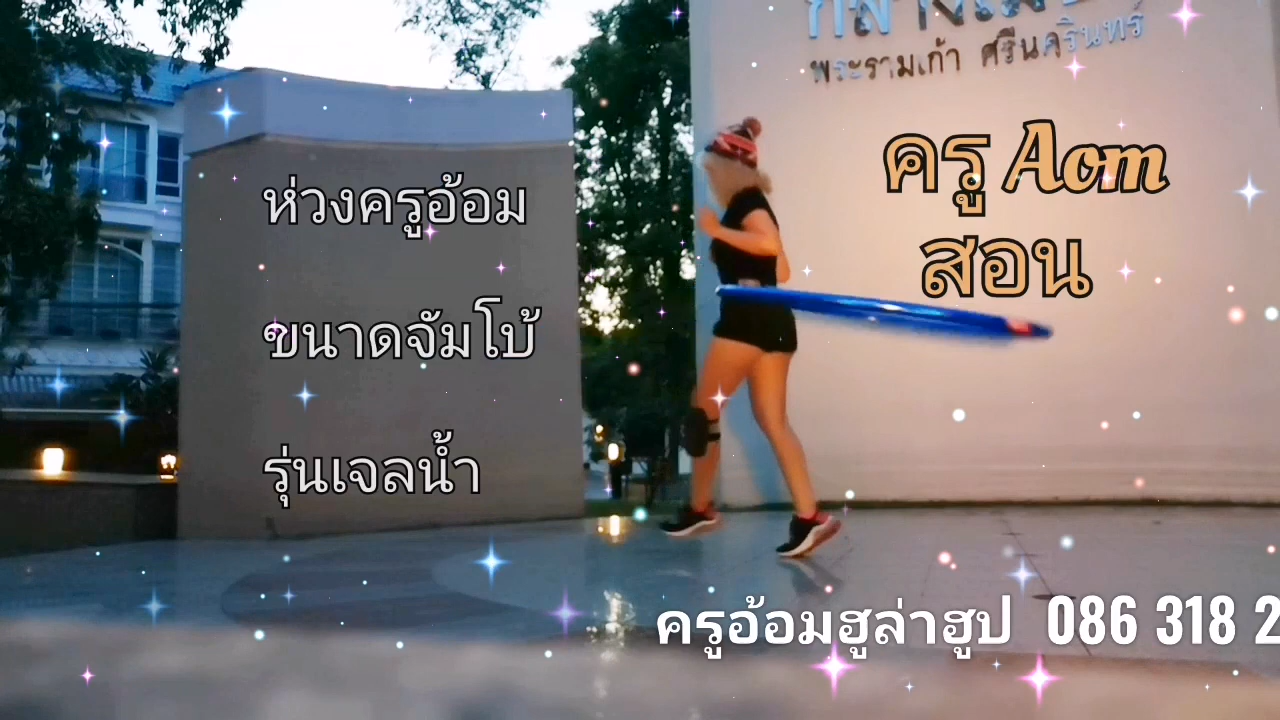 พระรามเก้า ศรีนครินทร์
ครู Aom
สอน
ห่วงครูอ้อม
ขนาดจัมโบ้
รุ่นเจลน้ำ
ครูอ้อมฮูล่าฮูป 086 318 2